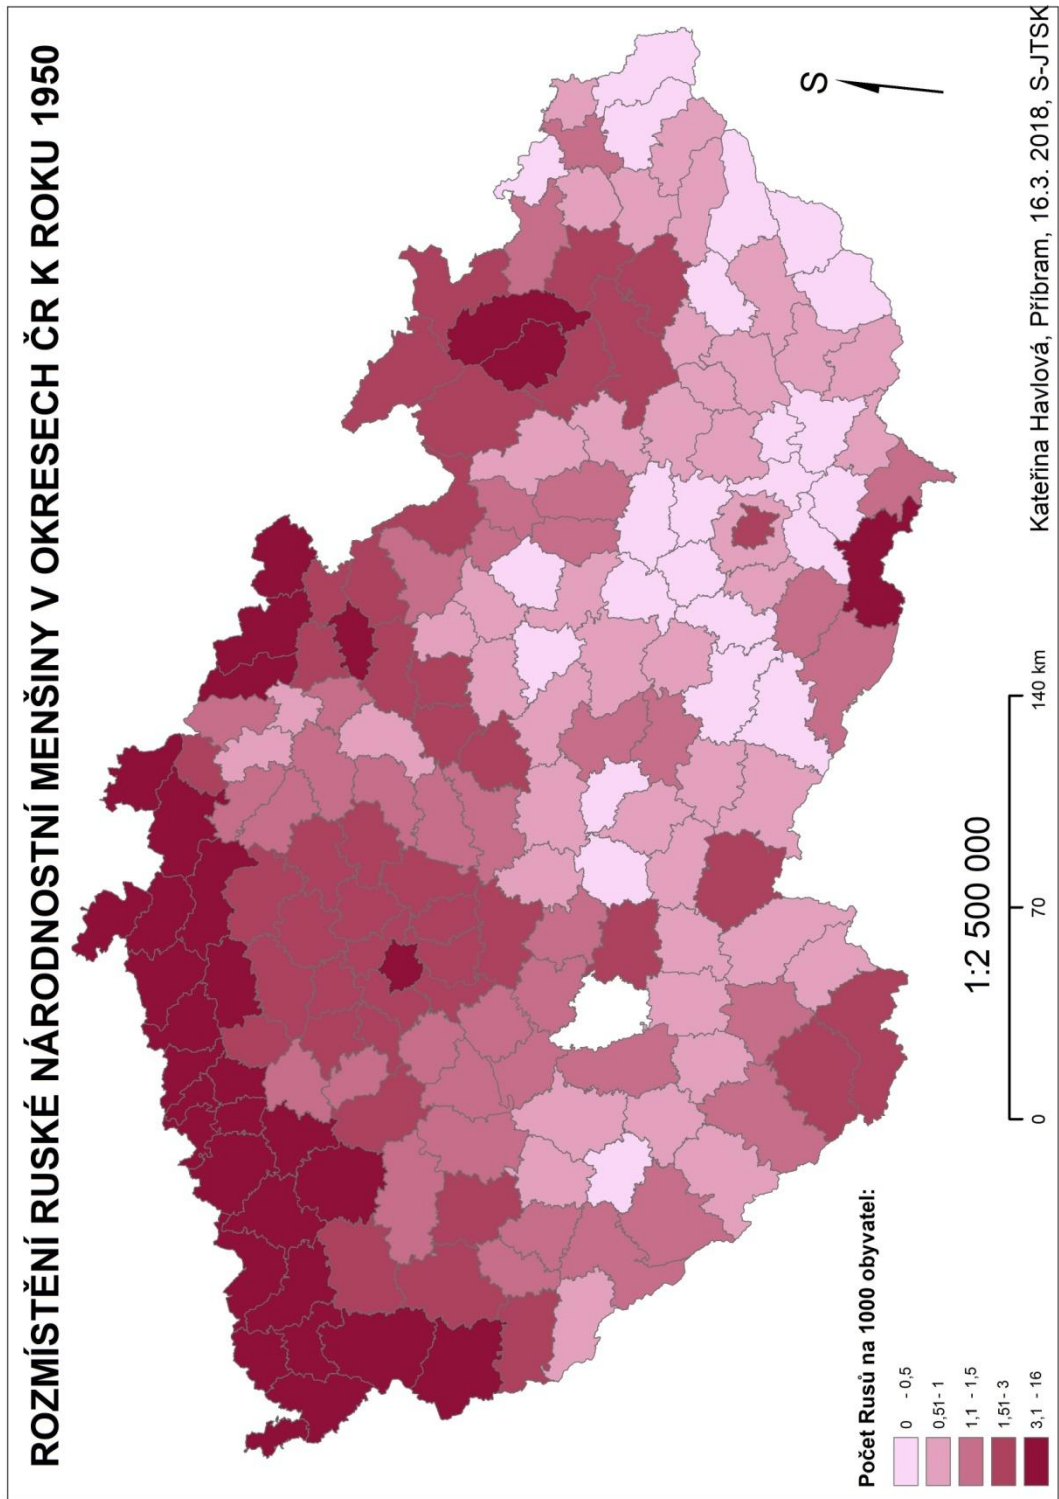 ROZMÍSTĚNÍ RUSKÉ NÁRODNOSTNÍ MENŠINY V OKRESECH ČR K ROKU 1950
S
Počet Rusů na 1000 obyvatel:
0 - 0,5
0,51- 1
1,1 - 1,5
1,51- 3
3,1 - 16
1:2 500 000
0 70 140 km
Kateřina Havlová, Příbram, 16.3. 2018, S-JTSK